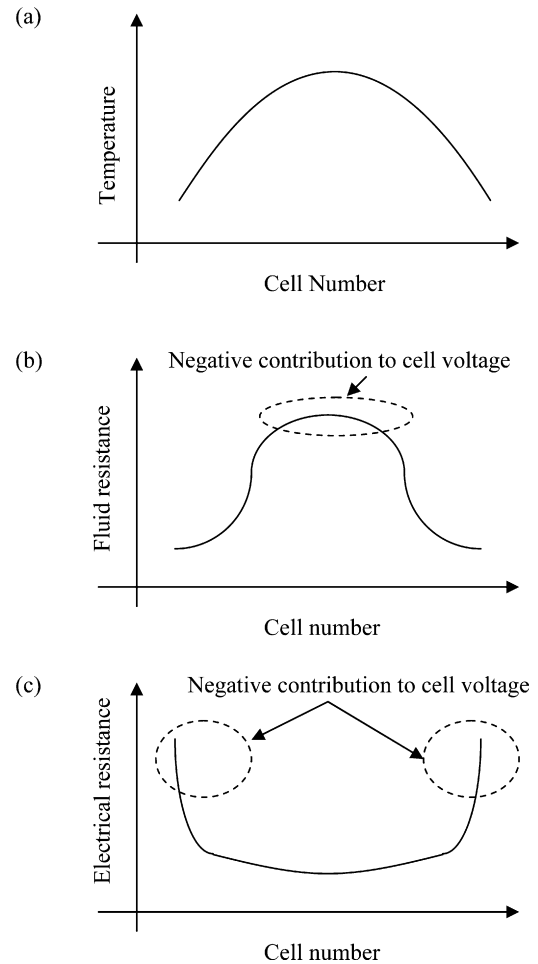 (a)
Temperature
Cell Number
(b)
Negative contribution to cell voltage
Fluid resistance
Cell number
(c)
Negative contribution to cell voltage
Electrical resistance
Cell number